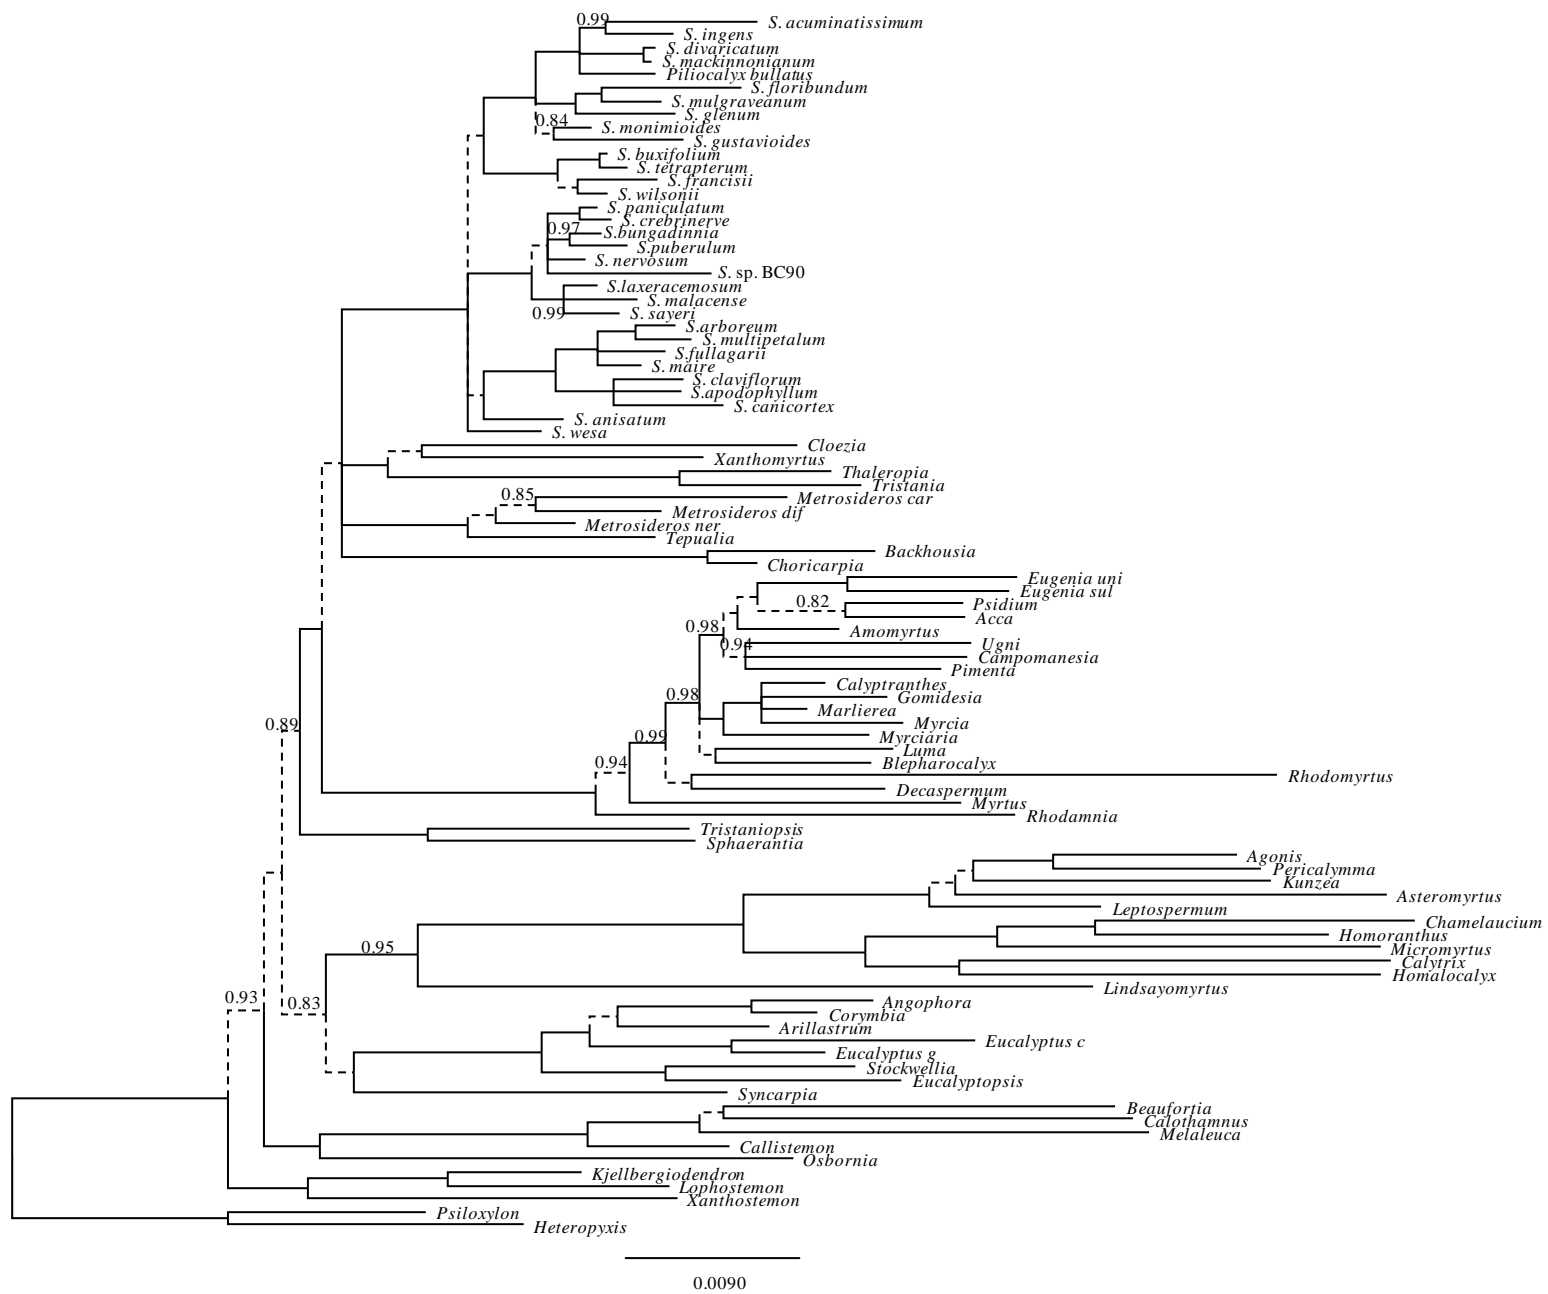 0.99
S. acuminatissimum
S. ingens
S. divaricatum
S. mackinnonianum
Piliocalyx bullatus
S. floribundum
S. mulgraveanum
S. glenum
0.84
S. monimioides
S. gustavioides
S. buxifolium
S. tetrapterum
S. francisii
S. wilsonii
S. paniculatum
S. crebrinerve
0.97
S.bungadinnia
S.puberulum
S. nervosum
S. sp. BC90
S.laxeracemosum
S. malacense
0.99
S. sayeri
S.arboreum
S. multipetalum
S.fullagarii
S. maire
S. claviflorum
S.apodophyllum
S. canicortex
S. anisatum
S. wesa
Cloezia
Xanthomyrtus
Thaleropia
Tristania
0.85
Metrosideros car
Metrosideros dif
Metrosideros ner
Tepualia
Backhousia
Choricarpia
Eugenia uni
Eugenia sul
0.82
Psidium
Acca
0.98
Amomyrtus
0.94
Ugni
Campomanesia
Pimenta
Calyptranthes
0.98
Gomidesia
Marlierea
Myrcia
0.89
0.99
Myrciaria
Luma
0.94
Blepharocalyx
Rhodomyrtus
Decaspermum
Myrtus
Rhodamnia
Tristaniopsis
Sphaerantia
Agonis
Pericalymma
Kunzea
Asteromyrtus
Leptospermum
Chamelaucium
Homoranthus
0.95
Micromyrtus
Calytrix
Homalocalyx
Lindsayomyrtus
0.93
0.83
Angophora
Corymbia
Arillastrum
Eucalyptus c
Eucalyptus g
Stockwellia
Eucalyptopsis
Syncarpia
Beaufortia
Calothamnus
Melaleuca
Callistemon
Osbornia
Kjellbergiodendron
Lophostemon
Xanthostemon
Psiloxylon
Heteropyxis
0.0090